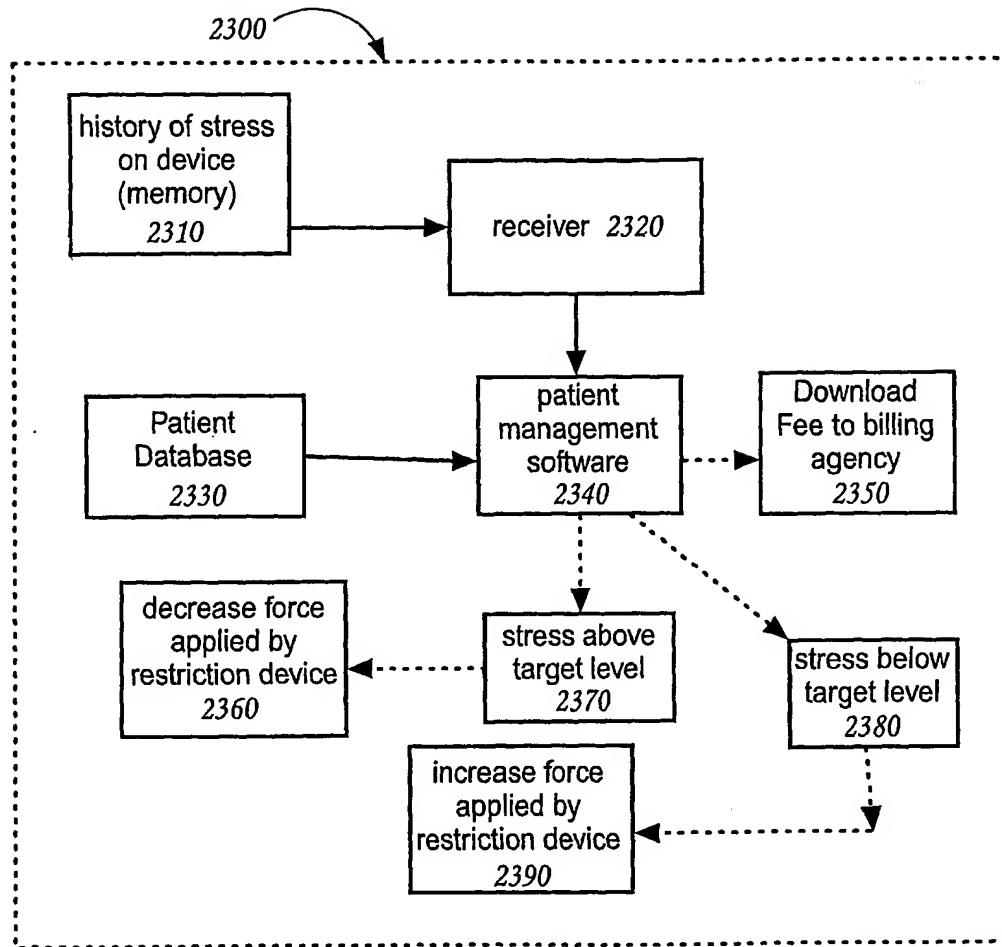 2300
history of stress
on device
(memory)
2310
receiver 2320
Patient
Database
2330
patient
management
software
2340
Download
Fee to billing
agency
2350
decrease force
applied by
restriction device
2360
stress above
target level
2370
stress below
target level
2380
increase force
applied by
restriction device
2390